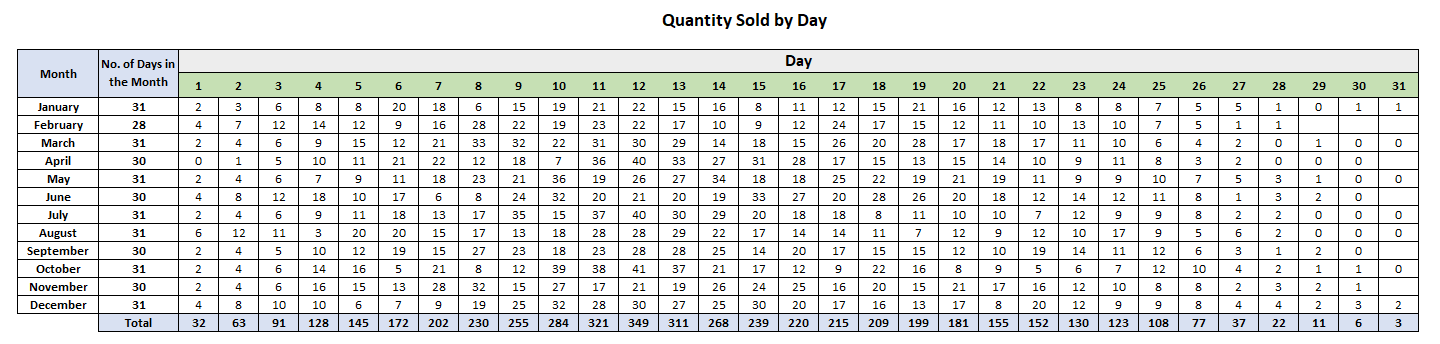 Quantity Sold by Day
Month No. of Days in the Month Day
1 2 3 4 5 6 7 8 9 10 11 12 13 14 15 16 17 18 19 20 21 22 23 24 25 26 27 28 29 30 31
January 31 2 3 6 8 8 20 18 6 15 19 21 22 15 16 8 11 12 15 21 16 12 13 8 8 7 5 5 1 0 1 1
February 28 4 7 12 14 12 9 16 28 22 19 23 22 17 10 9 12 24 17 15 12 11 10 13 10 7 5 1 1
March 31 2 4 6 9 15 12 21 33 32 22 31 30 29 14 18 15 26 20 28 17 18 17 11 10 6 4 2 0 1 0 0
April 30 0 1 5 10 11 21 22 12 18 7 36 40 33 27 31 28 17 15 13 15 14 10 9 11 8 3 2 0 0 0
May 31 2 4 6 7 9 11 18 23 21 36 19 26 27 34 18 18 25 22 19 21 19 11 9 9 10 7 5 3 1 0 0
June 30 4 8 12 18 10 17 6 8 24 32 20 21 20 19 33 27 20 28 26 20 18 12 14 12 11 8 1 3 2 0
July 31 2 4 6 9 11 18 13 17 35 15 37 40 30 29 20 18 18 8 11 10 10 7 12 9 9 8 2 2 0 0 0
August 31 6 12 11 3 20 20 15 17 13 18 28 28 29 22 17 14 14 11 7 12 9 12 10 17 9 5 6 2 0 0 0
September 30 2 4 5 10 12 19 15 27 23 18 23 28 28 25 14 20 17 15 15 12 10 19 14 11 12 6 3 1 2 0
October 31 2 4 6 14 16 5 21 8 12 39 38 41 37 21 17 12 9 22 16 8 9 5 6 7 12 10 4 2 1 1 0
November 30 2 4 6 16 15 13 28 32 15 27 17 21 19 26 24 25 16 20 15 21 17 16 12 10 8 8 2 3 2 1
December 31 4 8 10 10 6 7 9 19 25 32 28 30 27 25 30 20 17 16 13 17 8 20 12 9 9 8 4 4 2 3 2
Total 32 63 91 128 145 172 202 230 255 284 321 349 311 268 239 220 215 209 199 181 155 152 130 123 108 77 37 22 11 6 3